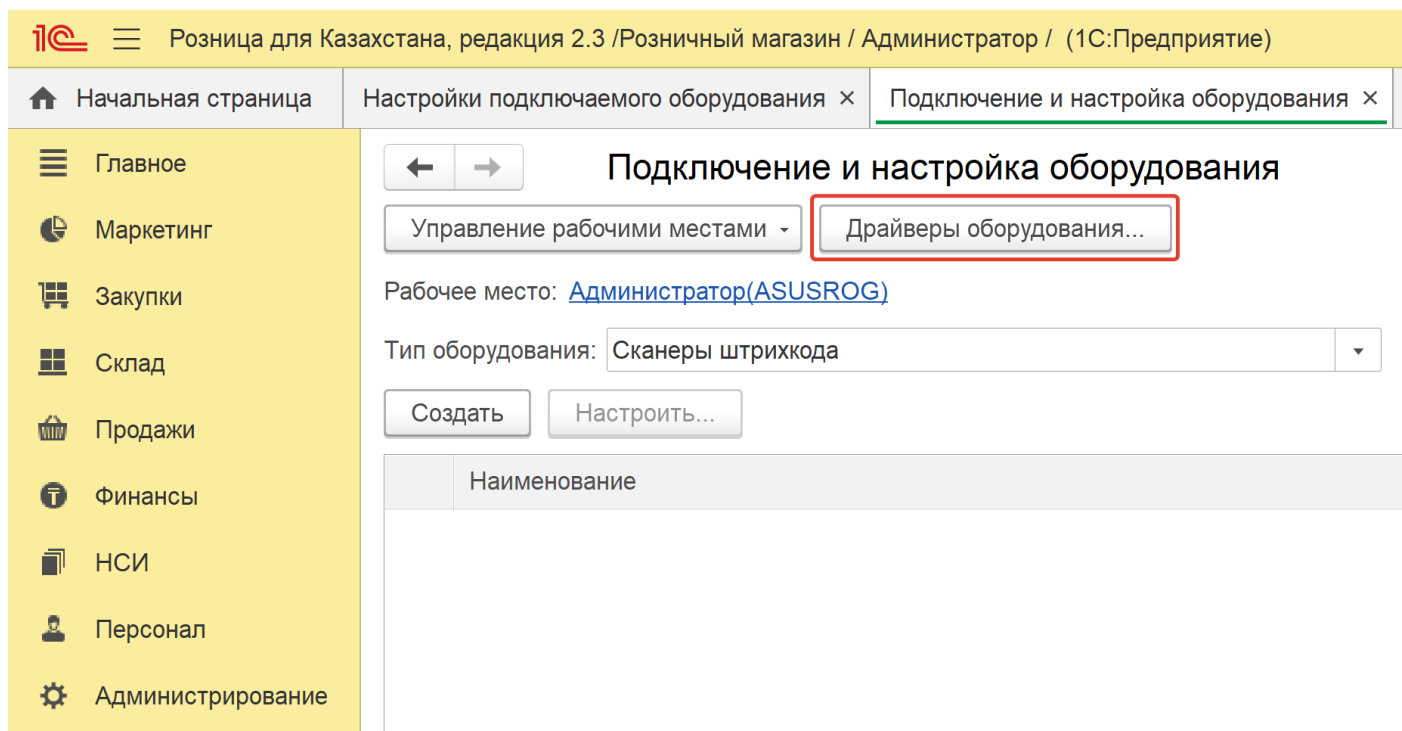 1С Розница для Казахстана, редакция 2.3 /Розничный магазин / Администратор / (1С:Предприятие)
Начальная страница Настройки подключаемого оборудования × Подключение и настройка оборудования ×
Главное
Маркетинг
Закупки
Склад
Продажи
Финансы
НСИ
Персонал
Администрирование
Подключение и настройка оборудования
Управление рабочими местами Драйверы оборудования...
Рабочее место: Администратор(ASUSROG)
Тип оборудования: Сканеры штрихкода
Создать Настроить...
Наименование